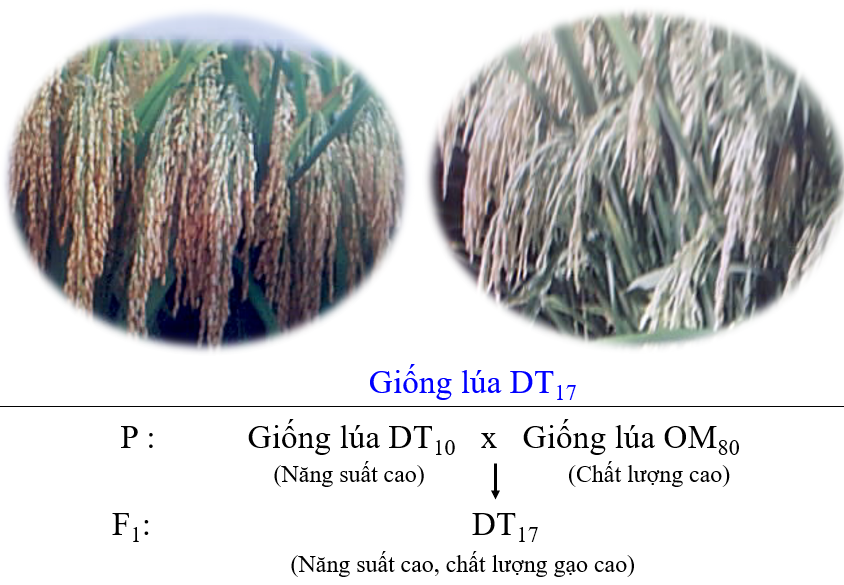 Giống lúa DT₁₇
P : Giống lúa DT₁₀ x Giống lúa OM₈₀
(Năng suất cao) (Chất lượng cao)
F₁: DT₁₇
(Năng suất cao, chất lượng gạo cao)